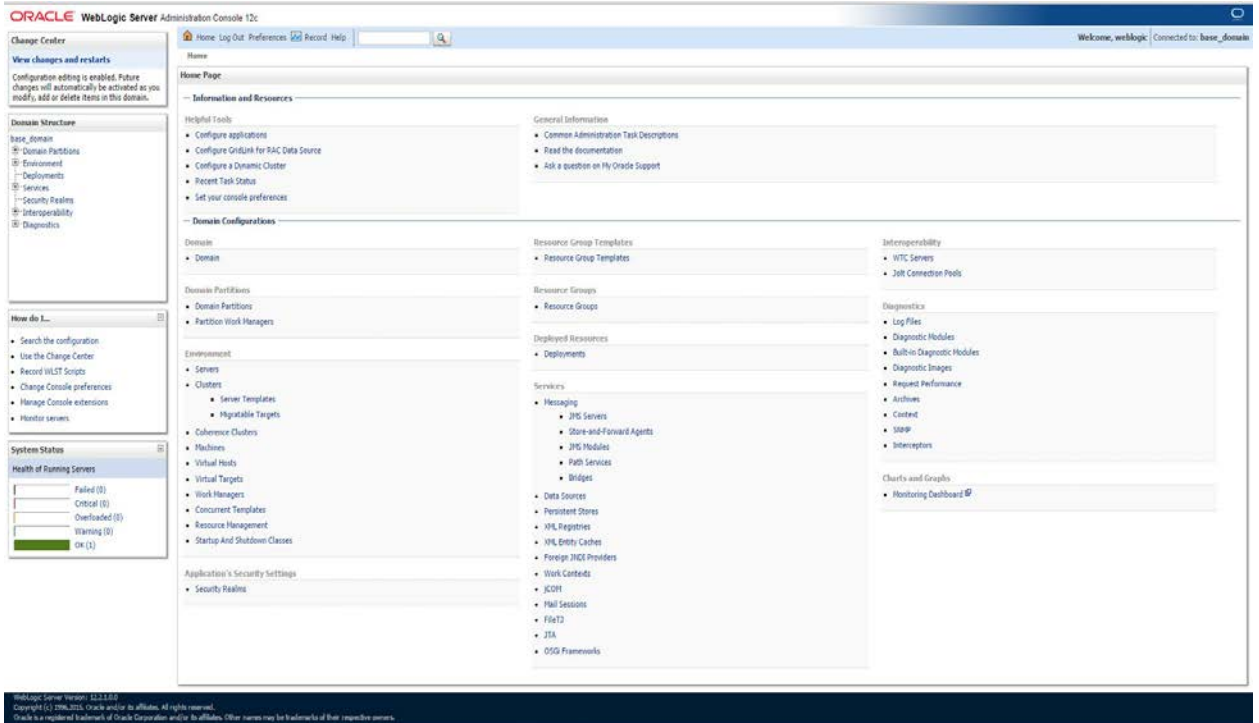 ORACLE WebLogic Server Administration Console 12c
Change Center
View changes and restarts
Configuration editing is enabled. Future
changes will automatically be activated as you
modify, add or delete items in this domain.
Domain Structure
base_domain
Domain Partitions
Environment
Deployments
Services
Security Realms
Interoperability
Diagnostics
How do I...
Search the configuration
Use the Change Center
Record WLST Scripts
Change Console preferences
Manage Console extensions
Monitor servers
System Status
Health of Running Servers
Failed (0)
Critical (0)
Overloaded (0)
Warning (0)
OK (1)
Home Log Out Preferences Record Help
Welcome, weblogic Connected to: base_domain
Home
Home Page
Information and Resources
Helpful Tools
Configure applications
Configure GridLink for RAC Data Source
Configure a Dynamic Cluster
Recent Task Status
Set your console preferences
General Information
Common Administration Task Descriptions
Read the documentation
Ask a question on My Oracle Support
Domain Configurations
Domain
Domain
Domain Partitions
Domain Partitions
Partition Work Managers
Environment
Servers
Clusters
Server Templates
Migratable Targets
Coherence Clusters
Machines
Virtual Hosts
Virtual Targets
Work Managers
Concurrent Templates
Resource Management
Startup And Shutdown Classes
Application's Security Settings
Security Realms
Resource Group Templates
Resource Group Templates
Resource Groups
Resource Groups
Deployed Resources
Deployments
Services
Messaging
JMS Servers
Store-and-Forward Agents
JMS Modules
Path Services
Bridges
Data Sources
Persistent Stores
XML Registries
XML Entity Caches
Foreign JNDI Providers
Work Contexts
jCOM
Mail Sessions
FileT3
JTA
OSGi Frameworks
Interoperability
WTC Servers
Jolt Connection Pools
Diagnostics
Log Files
Diagnostic Modules
Built-in Diagnostic Modules
Diagnostic Images
Request Performance
Archives
Context
SNMP
Interceptors
Charts and Graphs
Monitoring Dashboard
WebLogic Server Version: 12.2.1.0.0
Copyright (c) 1996,2015, Oracle and/or its affiliates. All rights reserved.
Oracle is a registered trademark of Oracle Corporation and/or its affiliates. Other names may be trademarks of their respective owners.